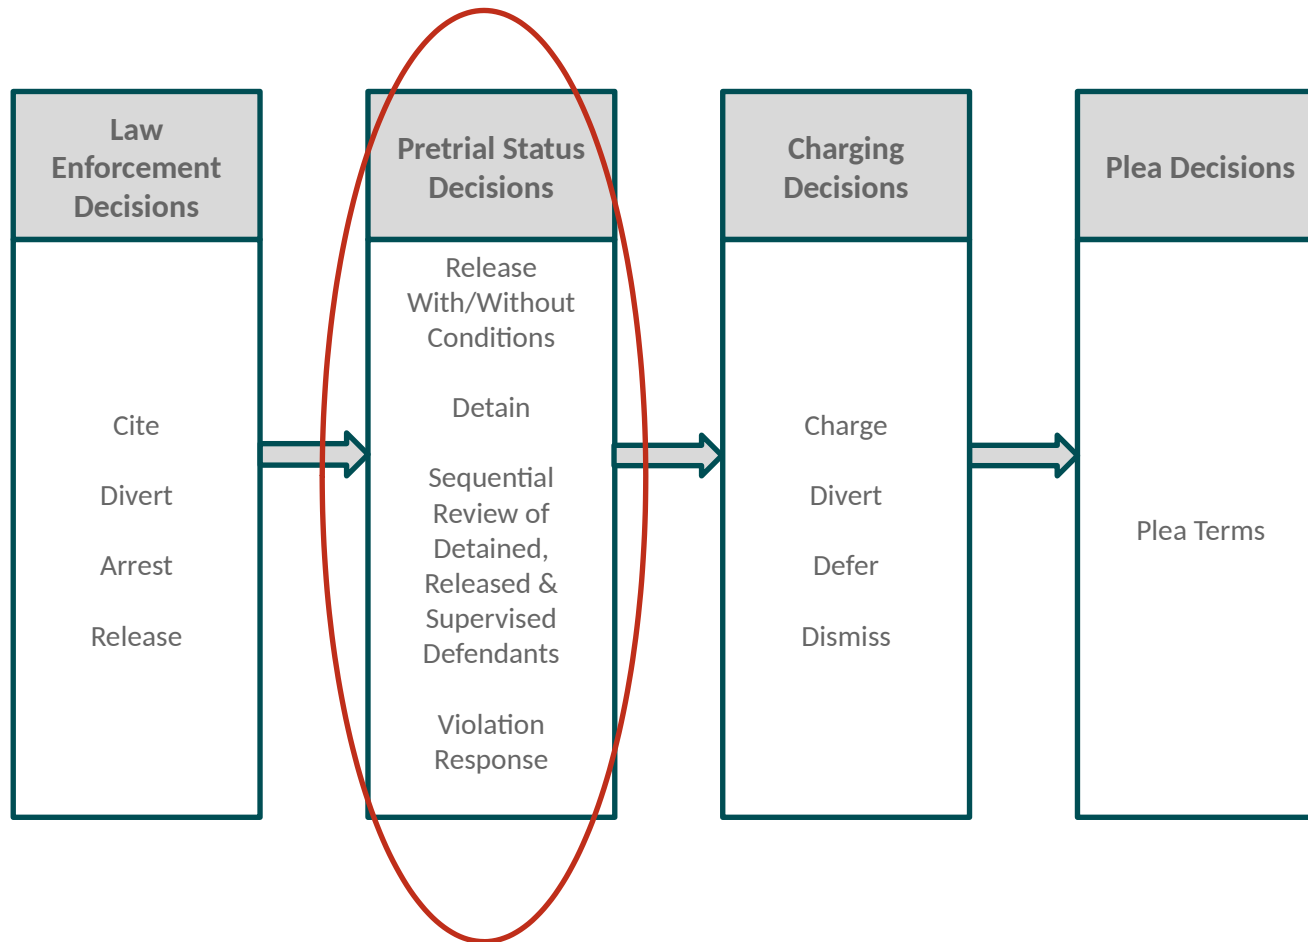 Law
Enforcement
Decisions
Cite
Divert
Arrest
Release
Pretrial Status
Decisions
Release
With/Without
Conditions
Detain
Sequential
Review of
Detained,
Released &
Supervised
Defendants
Violation
Response
Charging
Decisions
Charge
Divert
Defer
Dismiss
Plea Decisions
Plea Terms